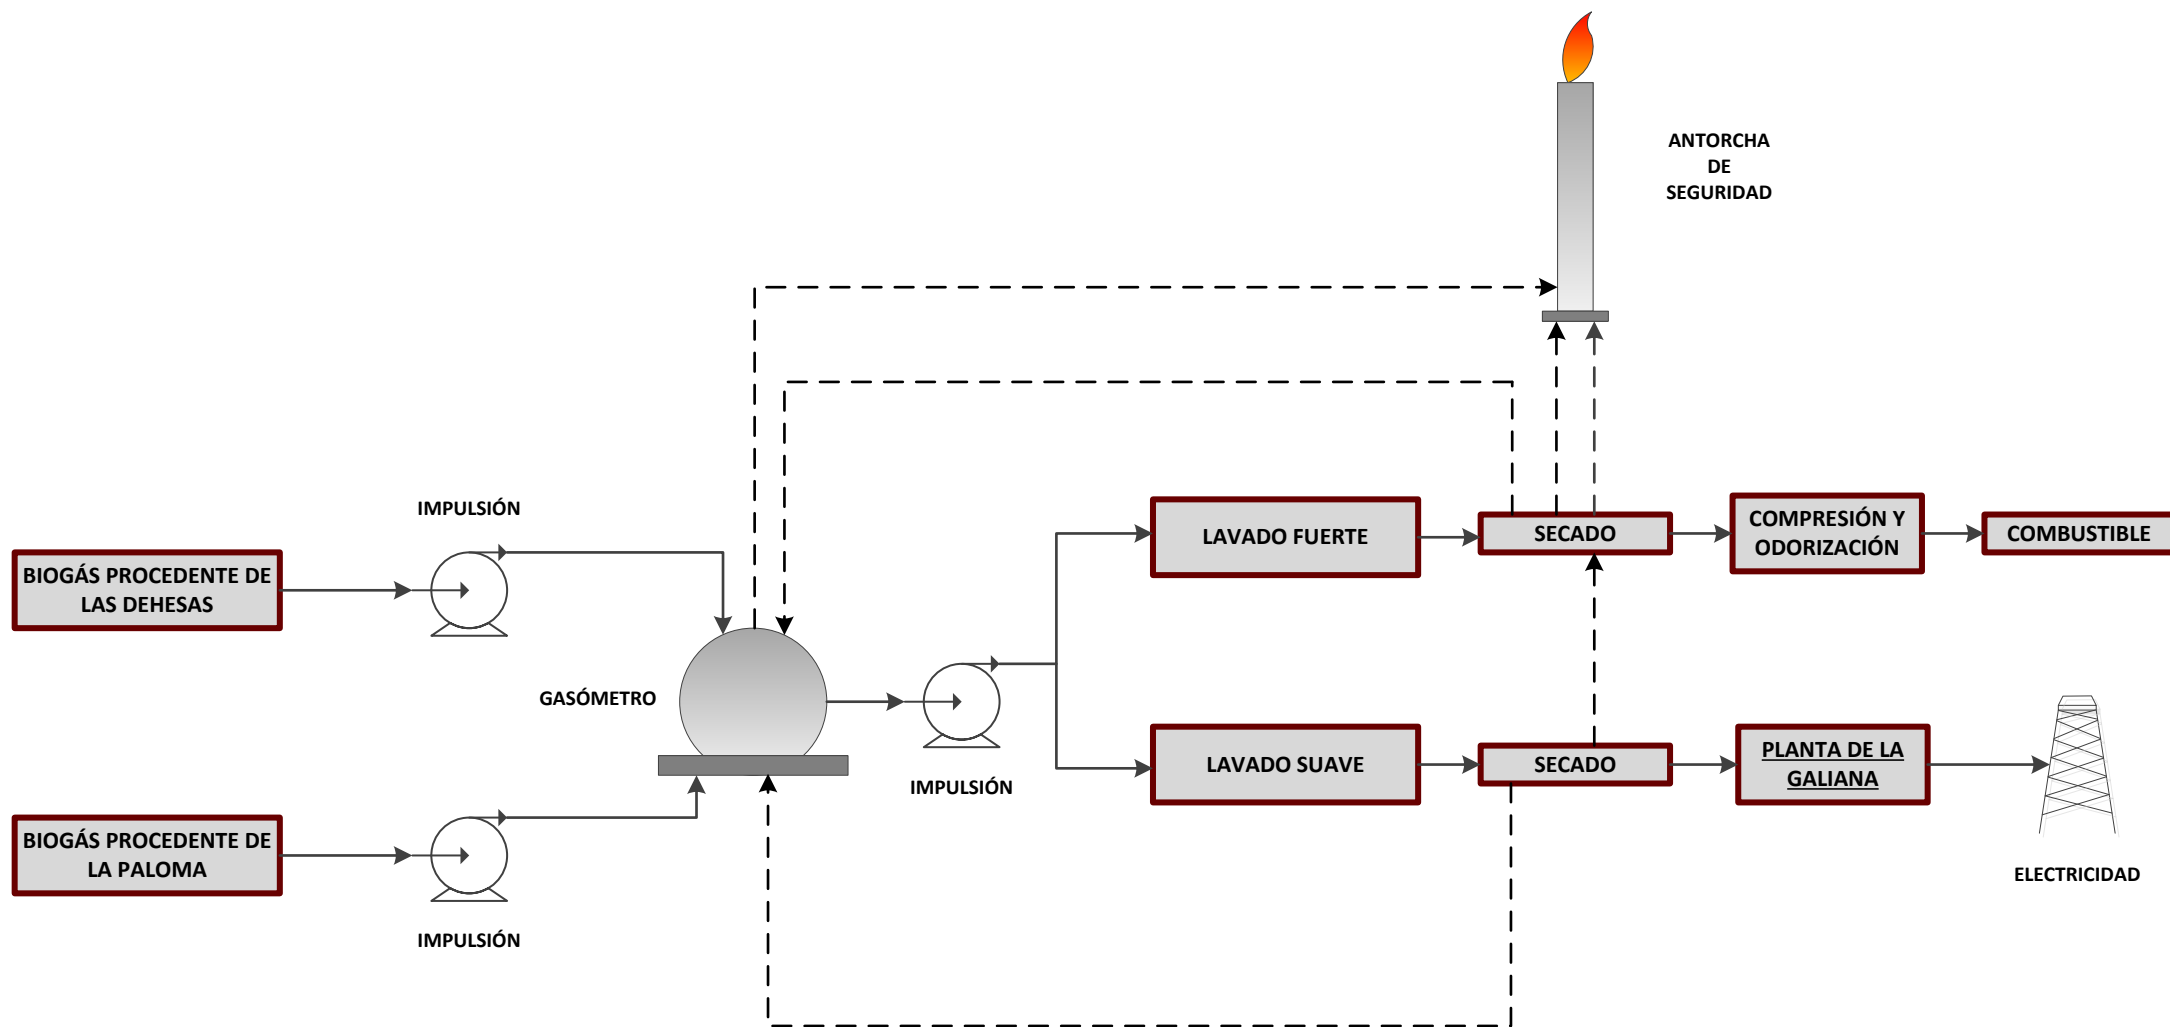 ANTORCHA
DE
SEGURIDAD
IMPULSIÓN
BIOGÁS PROCEDENTE DE
LAS DEHESAS
LAVADO FUERTE
SECADO
COMPRESIÓN Y
ODORIZACIÓN
COMBUSTIBLE
GASÓMETRO
IMPULSIÓN
LAVADO SUAVE
SECADO
PLANTA DE LA
GALIANA
ELECTRICIDAD
BIOGÁS PROCEDENTE DE
LA PALOMA
IMPULSIÓN